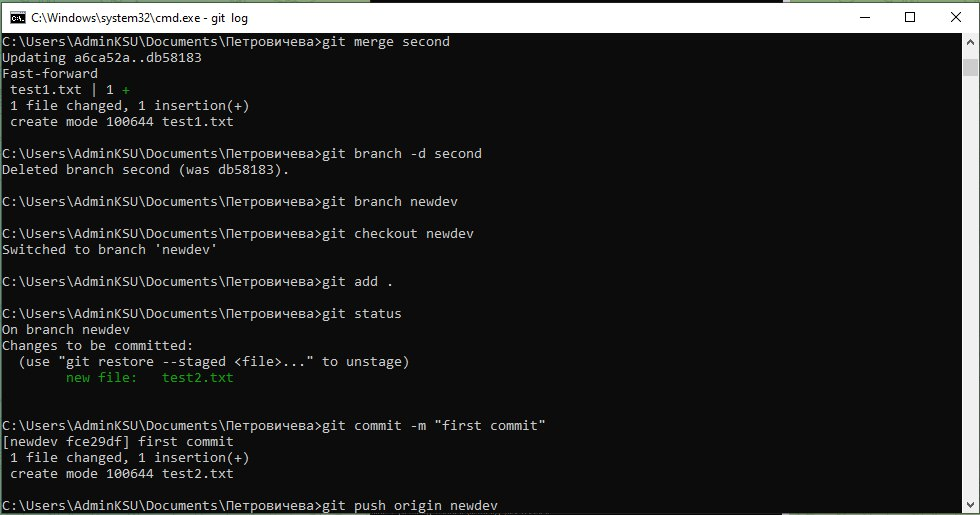 C:\Windows\system32\cmd.exe - git  log
C:\Users\AdminKSU\Documents\Петровичева>git merge second
Updating a6ca52a..db58183
Fast-forward
 test1.txt | 1 +
 1 file changed, 1 insertion(+)
 create mode 100644 test1.txt
C:\Users\AdminKSU\Documents\Петровичева>git branch -d second
Deleted branch second (was db58183).
C:\Users\AdminKSU\Documents\Петровичева>git branch newdev
C:\Users\AdminKSU\Documents\Петровичева>git checkout newdev
Switched to branch 'newdev'
C:\Users\AdminKSU\Documents\Петровичева>git add .
C:\Users\AdminKSU\Documents\Петровичева>git status
On branch newdev
Changes to be committed:
  (use "git restore --staged <file>..." to unstage)
        new file:   test2.txt
C:\Users\AdminKSU\Documents\Петровичева>git commit -m "first commit"
[newdev fce29df] first commit
 1 file changed, 1 insertion(+)
 create mode 100644 test2.txt
C:\Users\AdminKSU\Documents\Петровичева>git push origin newdev